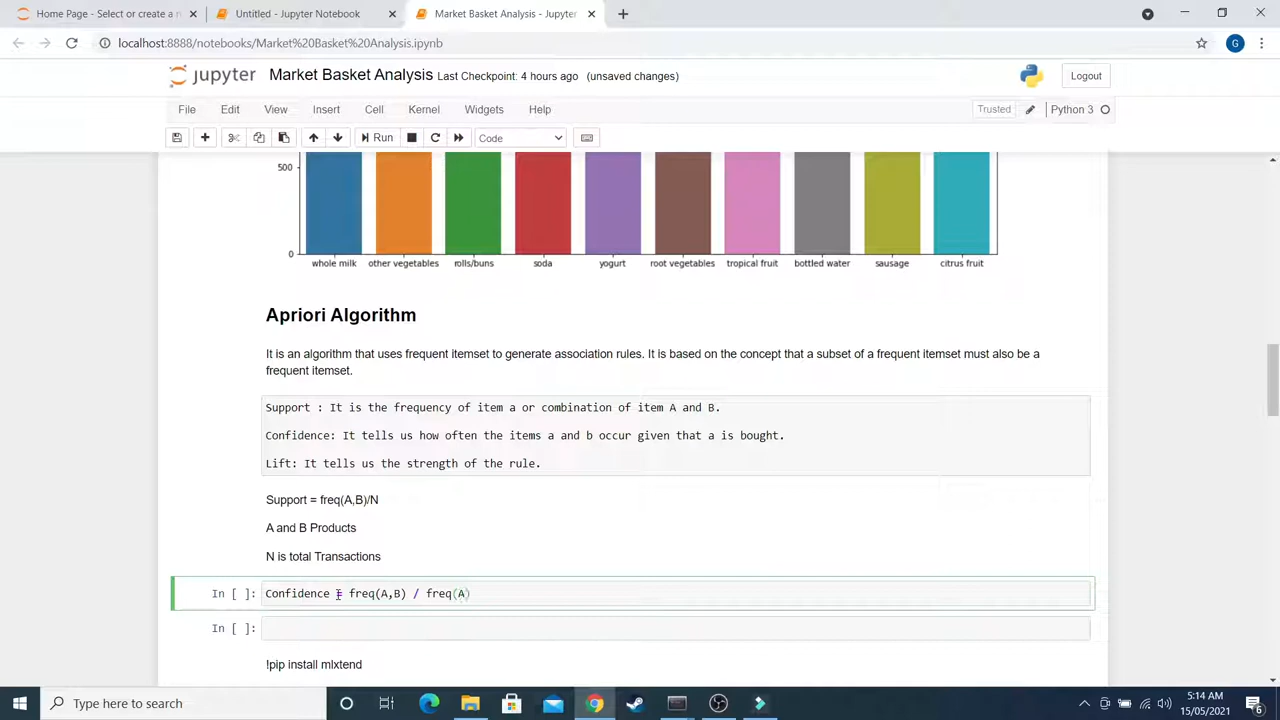 Home Page - Select or create a n
Untitled - Jupyter Notebook
Market Basket Analysis - Jupyter
localhost:8888/notebooks/Market%20Basket%20Analysis.ipynb
G
jupyter Market Basket Analysis Last Checkpoint: 4 hours ago (unsaved changes)
Logout
File Edit View Insert Cell Kernel Widgets Help
Trusted
Python 3
Run
Code
500
0
whole milk other vegetables rolls/buns soda yogurt root vegetables tropical fruit bottled water sausage citrus fruit
Apriori Algorithm
It is an algorithm that uses frequent itemset to generate association rules. It is based on the concept that a subset of a frequent itemset must also be a
frequent itemset.
Support : It is the frequency of item a or combination of item A and B.
Confidence: It tells us how often the items a and b occur given that a is bought.
Lift: It tells us the strength of the rule.
Support = freq(A,B)/N
A and B Products
N is total Transactions
In [ ]: Confidence = freq(A,B) / freq(A)
In [ ]:
!pip install mlxtend
Type here to search
5:14 AM
15/05/2021
6